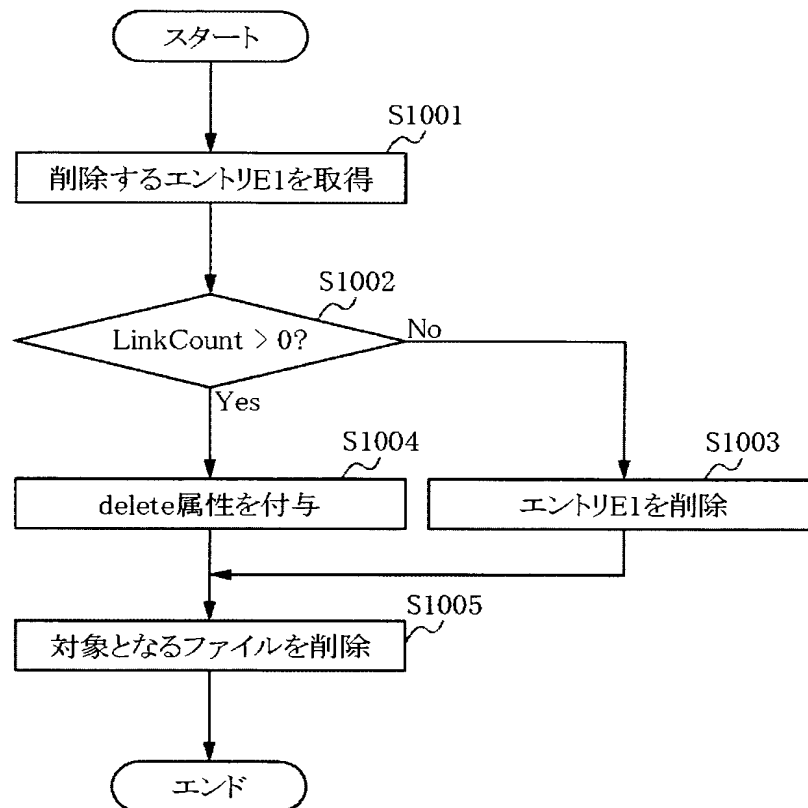 スタート
S1001
削除するエントリE1を取得
S1002
LinkCount > 0?
No
Yes
S1004
delete属性を付与
S1003
エントリE1を削除
S1005
対象となるファイルを削除
エンド